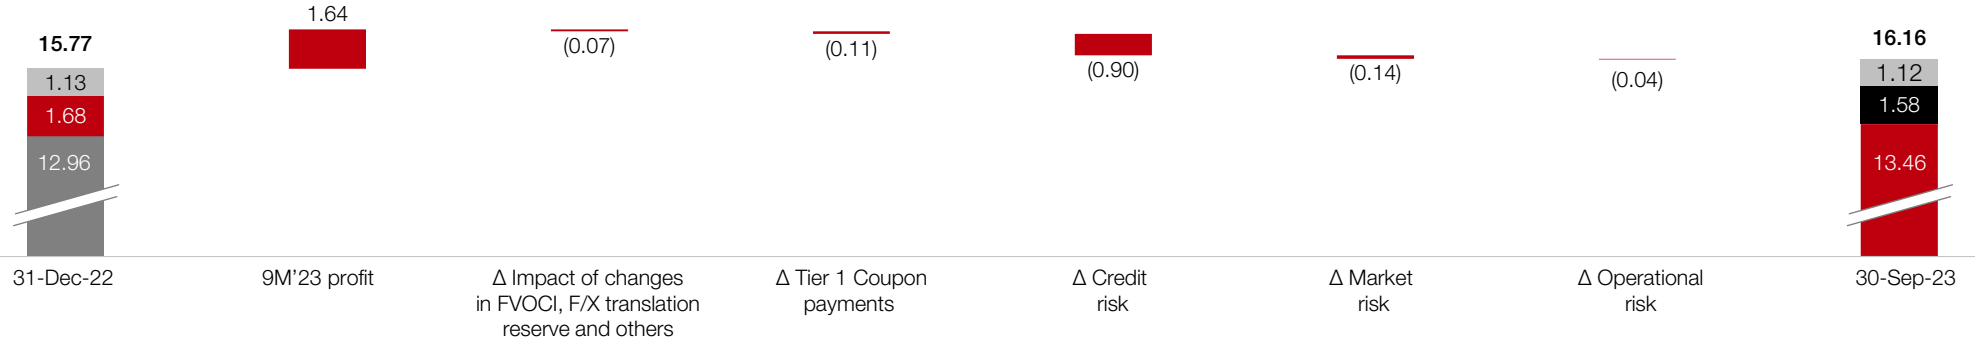 1.64
15.77
(0.07)
(0.11)
(0.90)
(0.14)
(0.04)
16.16
1.13
1.12
1.68
1.58
12.96
13.46
31-Dec-22
9M’23 profit
Δ Impact of changes
in FVOCI, F/X translation
reserve and others
Δ Tier 1 Coupon
payments
Δ Credit
risk
Δ Market
risk
Δ Operational
risk
30-Sep-23